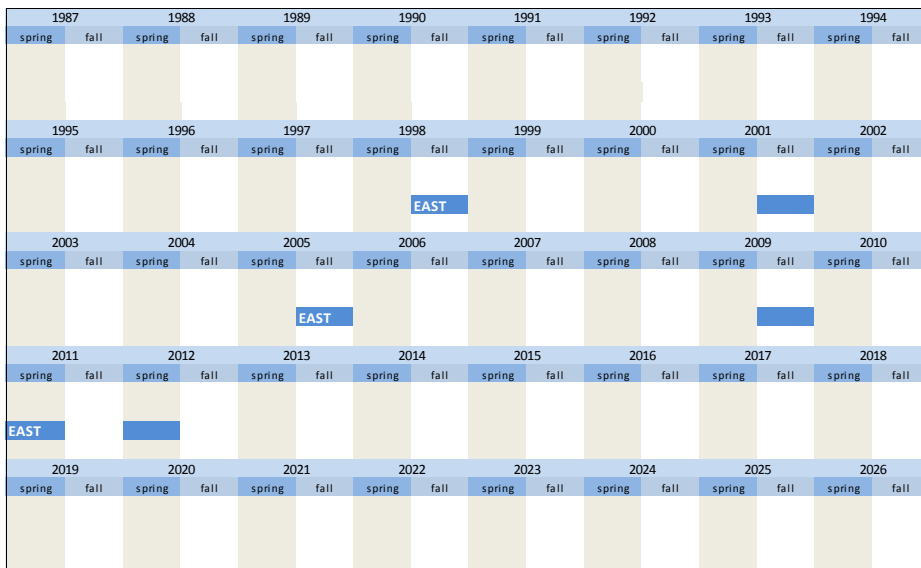 1987 1988 1989 1990 1991 1992 1993 1994
spring fall spring fall spring fall spring fall spring fall spring fall spring fall spring fall
1995 1996 1997 1998 1999 2000 2001 2002
spring fall spring fall spring fall spring fall spring fall spring fall spring fall spring fall
EAST
2003 2004 2005 2006 2007 2008 2009 2010
spring fall spring fall spring fall spring fall spring fall spring fall spring fall spring fall
EAST
2011 2012 2013 2014 2015 2016 2017 2018
spring fall spring fall spring fall spring fall spring fall spring fall spring fall spring fall
EAST
2019 2020 2021 2022 2023 2024 2025 2026
spring fall spring fall spring fall spring fall spring fall spring fall spring fall spring fall